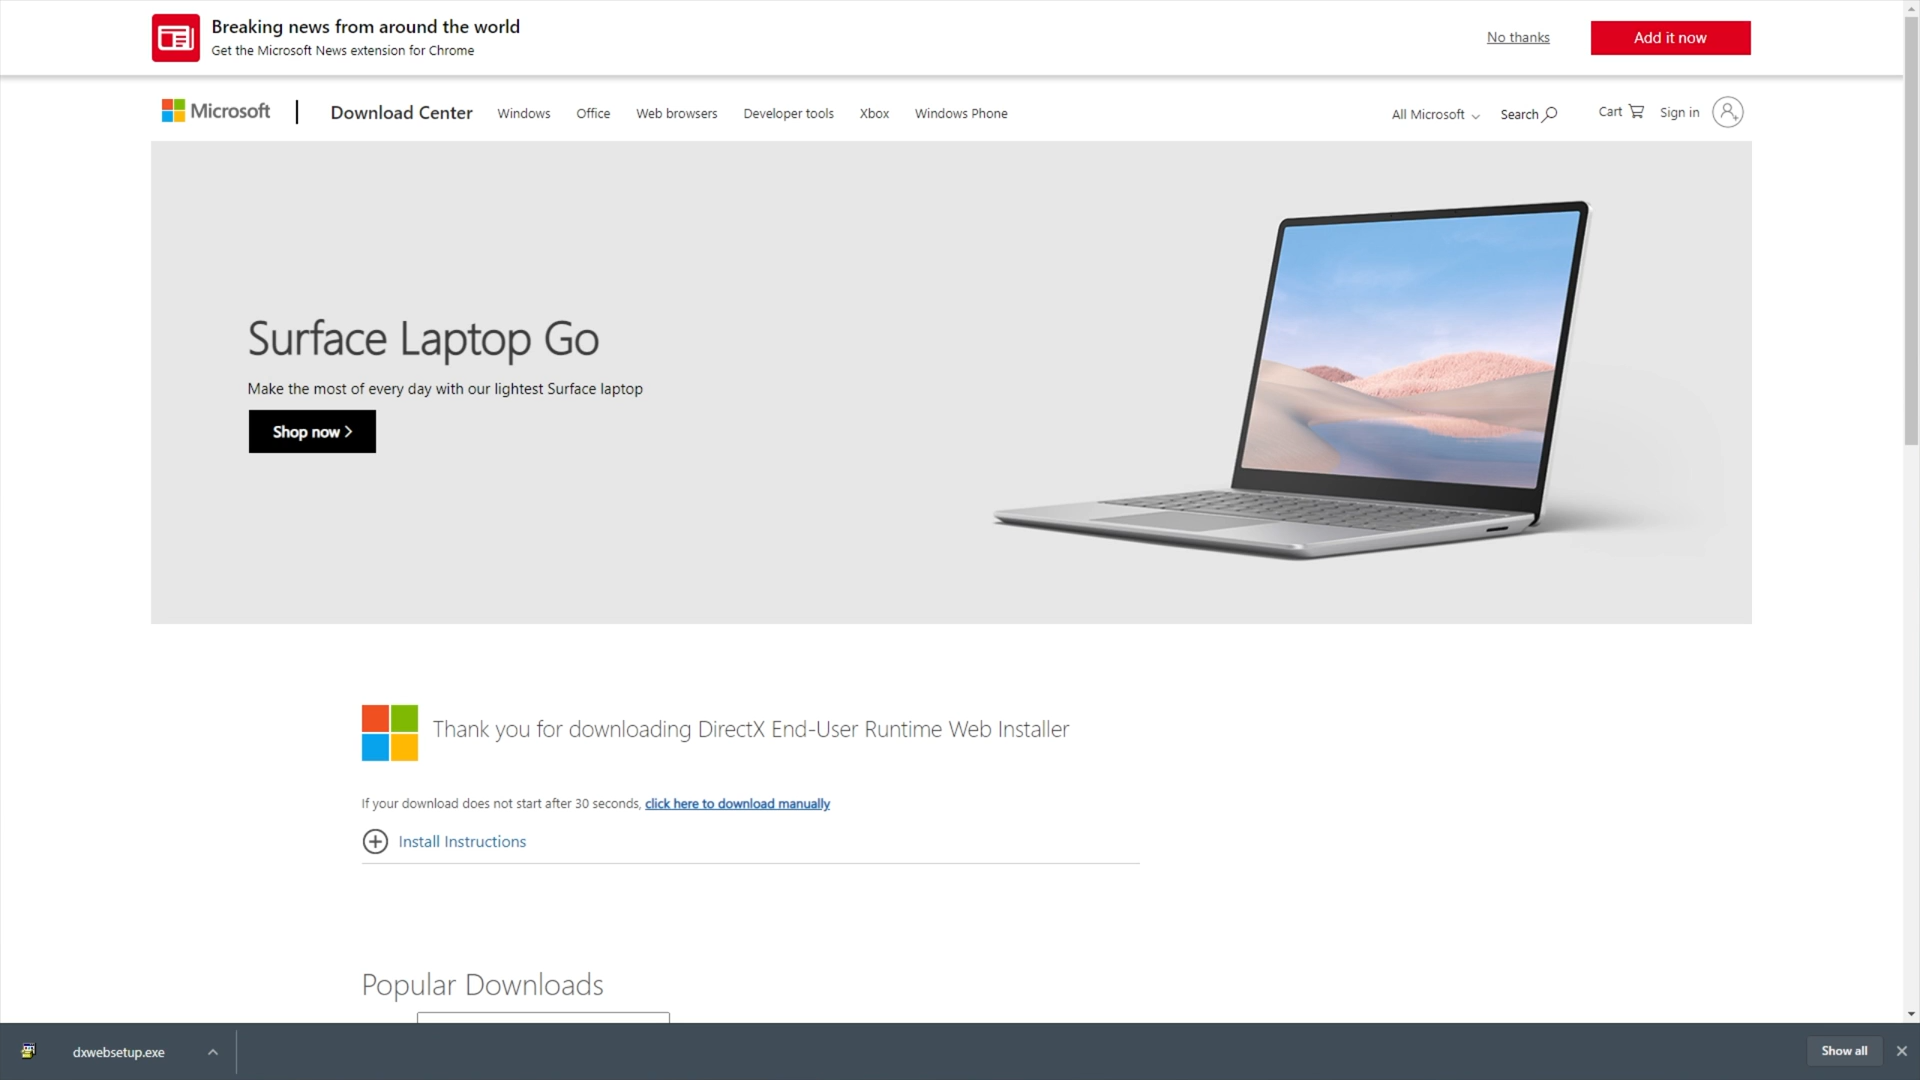 Breaking news from around the world
Get the Microsoft News extension for Chrome
No thanks
Add it now
Microsoft
Download Center
Windows
Office
Web browsers
Developer tools
Xbox
Windows Phone
All Microsoft
Search
Cart
Sign in
Surface Laptop Go
Make the most of every day with our lightest Surface laptop
Shop now >
Thank you for downloading DirectX End-User Runtime Web Installer
If your download does not start after 30 seconds, click here to download manually
Install Instructions
Popular Downloads
dxwebsetup.exe
Show all